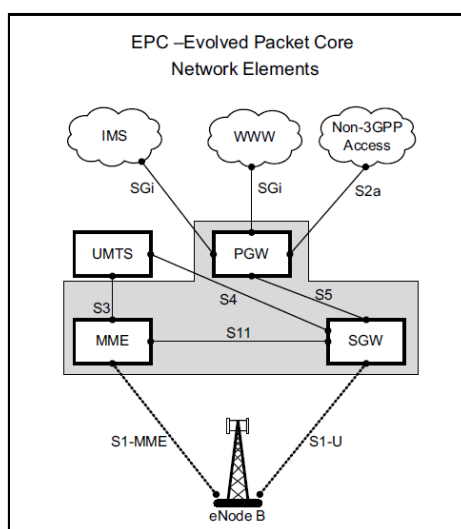 EPC –Evolved Packet Core
Network Elements
IMS
WWW
Non-3GPP
Access
SGi
SGi
S2a
UMTS
PGW
S3
S4
S5
MME
S11
SGW
S1-MME
S1-U
eNode B